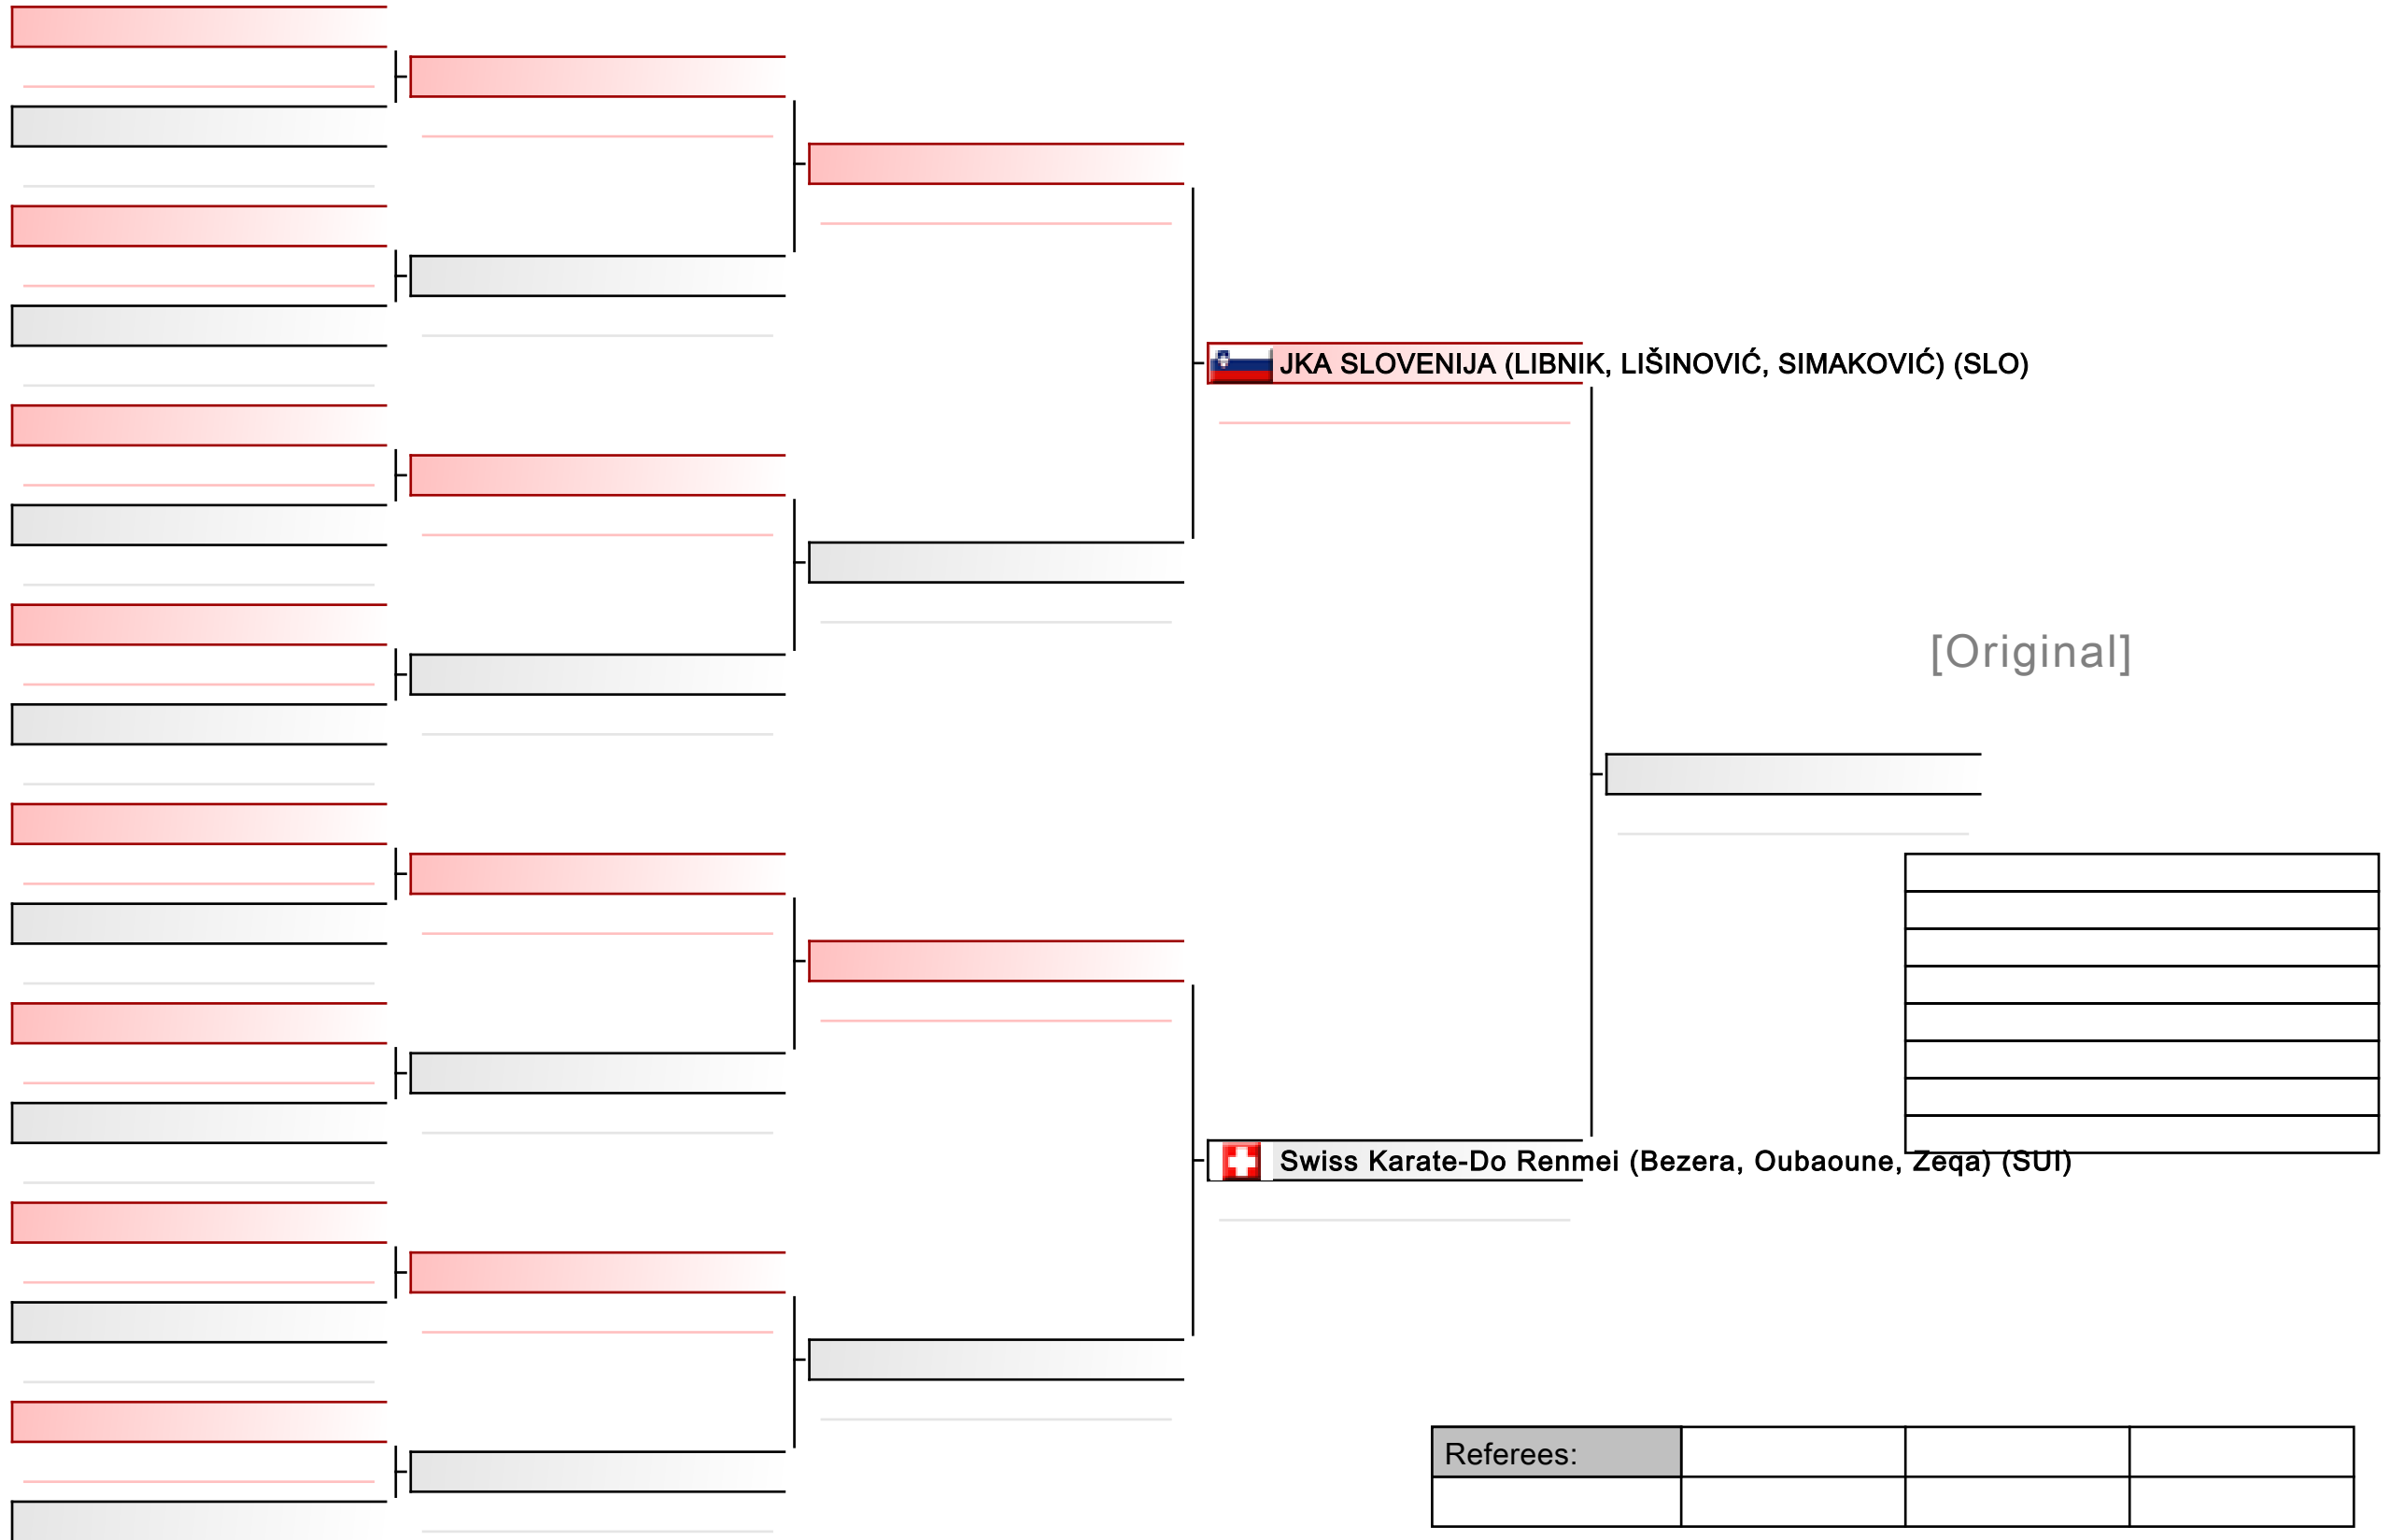 JKA SLOVENIJA (LIBNIK, LIŠINOVIĆ, SIMAKOVIĆ) (SLO)
[Original]
Swiss Karate-Do Renmei (Bezera, Oubaoune, Zeqa) (SUI)
Referees: